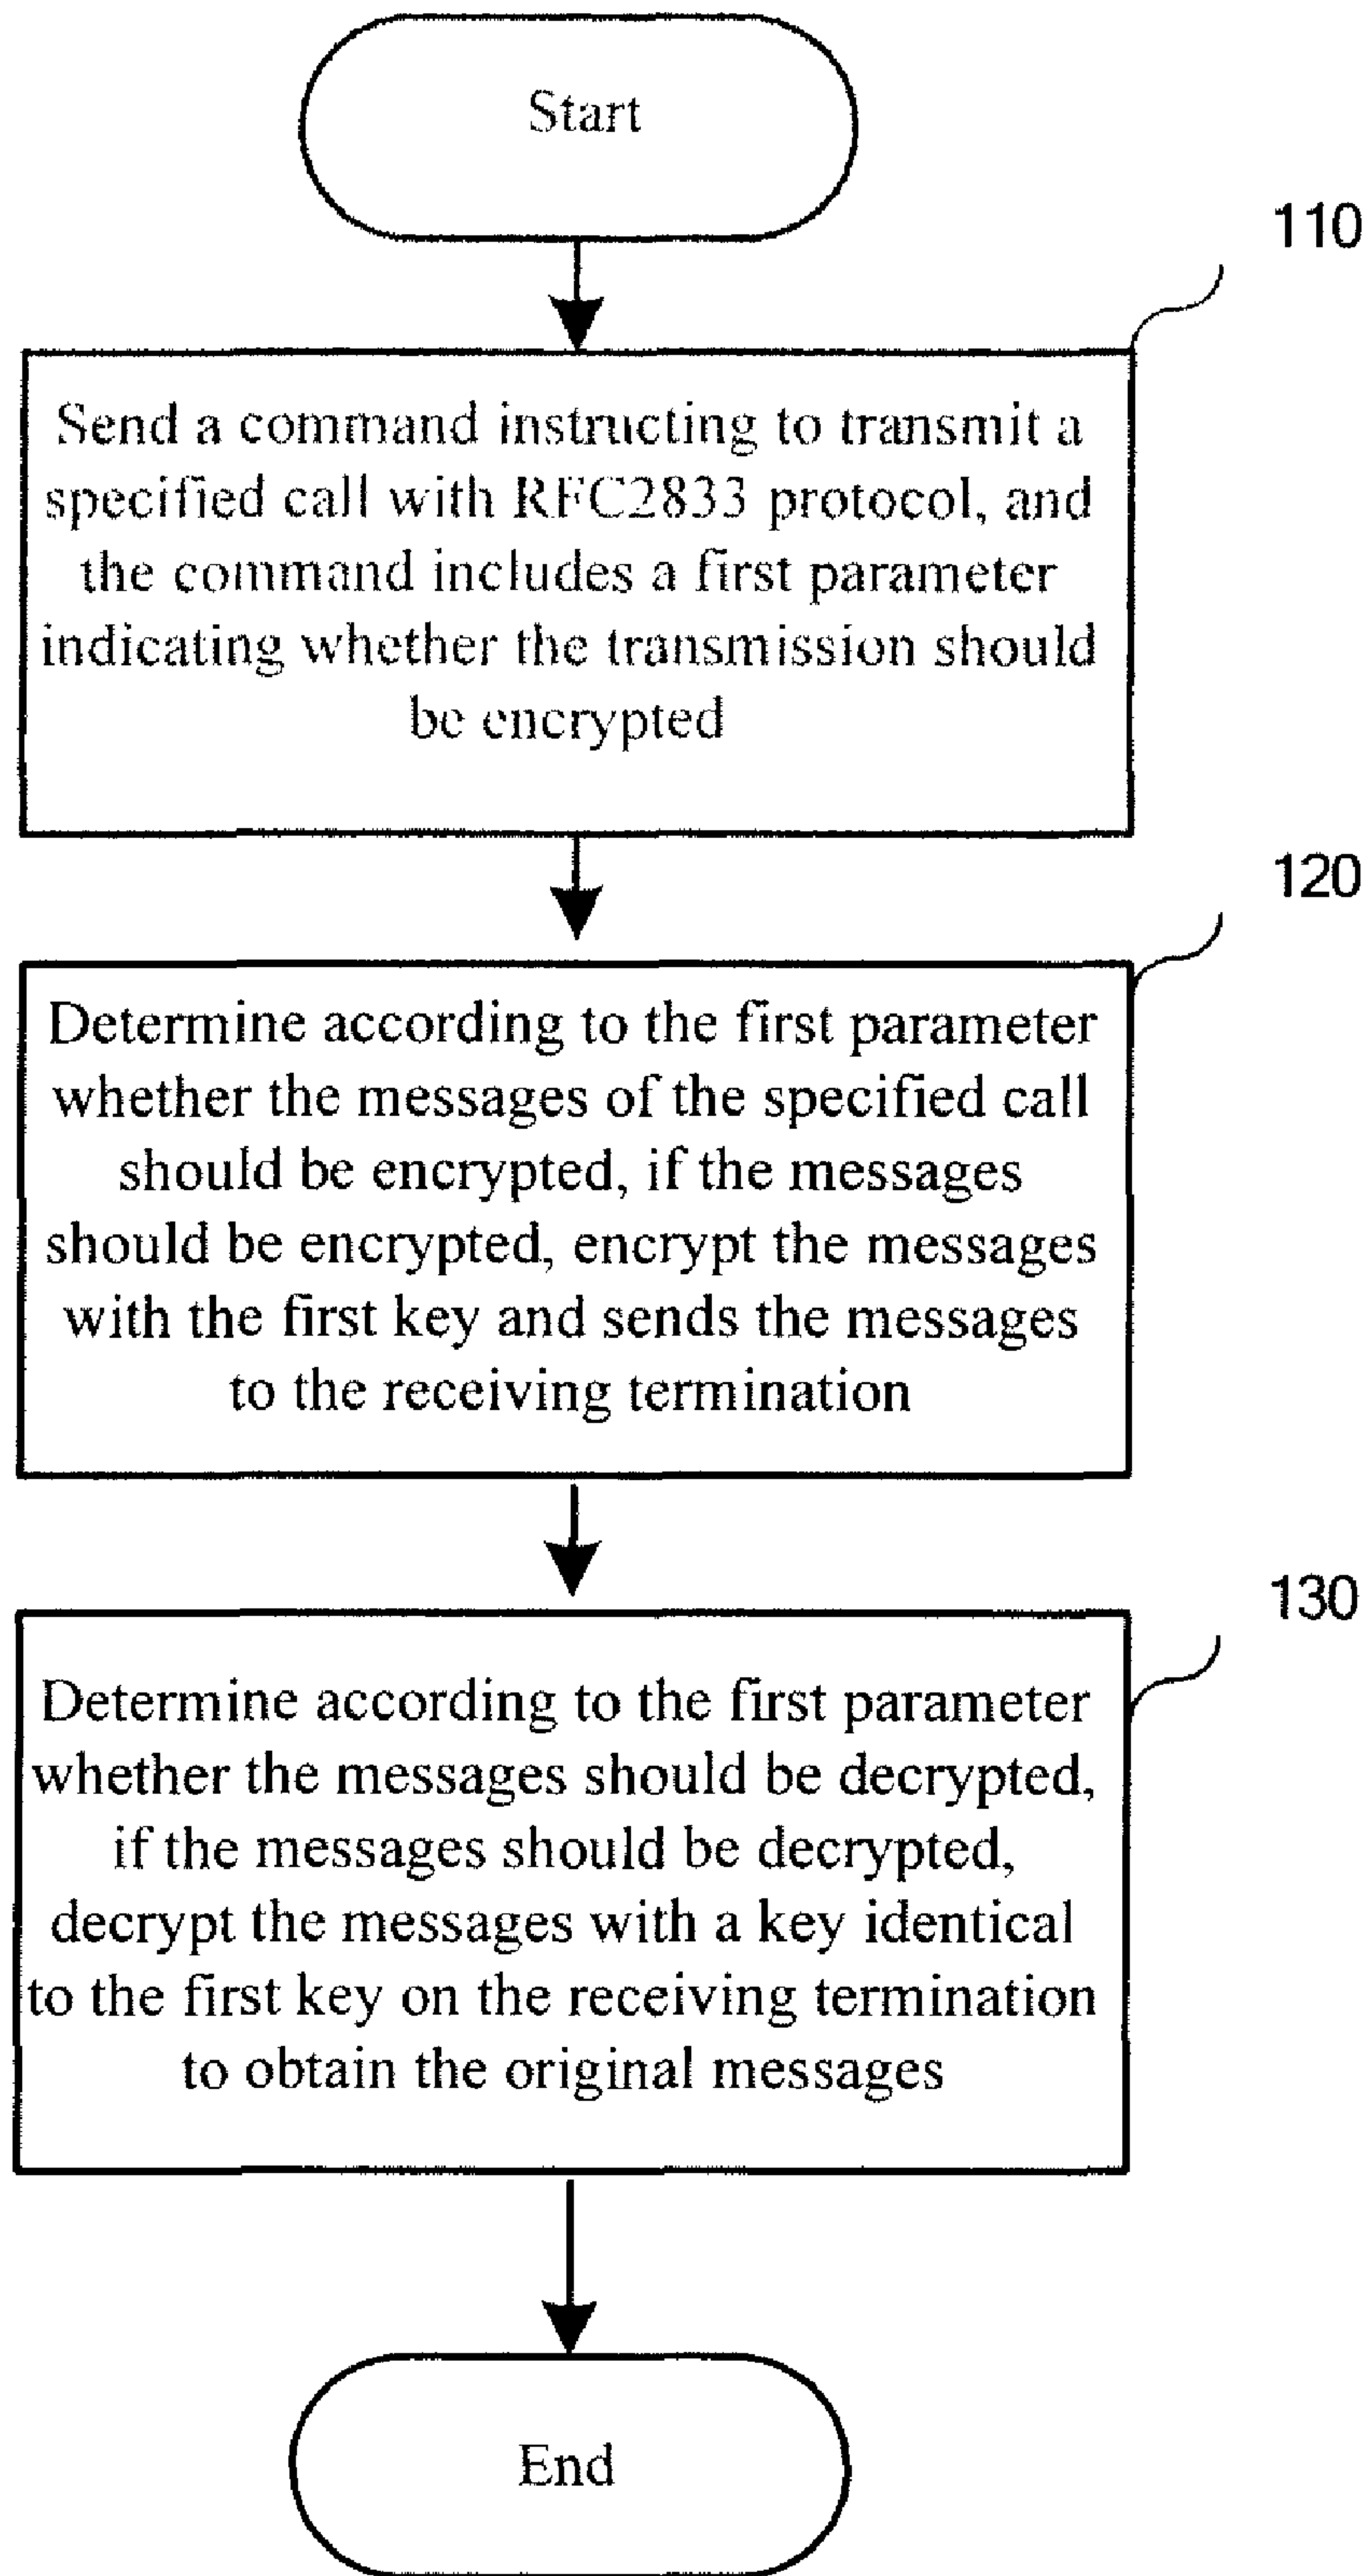 Start
110
Send a command instructing to transmit a
specified call with RFC2833 protocol, and
the command includes a first parameter
indicating whether the transmission should
be encrypted
120
Determine according to the first parameter
whether the messages of the specified call
should be encrypted, if the messages
should be encrypted, encrypt the messages
with the first key and sends the messages
to the receiving termination
130
Determine according to the first parameter
whether the messages should be decrypted,
if the messages should be decrypted,
decrypt the messages with a key identical
to the first key on the receiving termination
to obtain the original messages
End